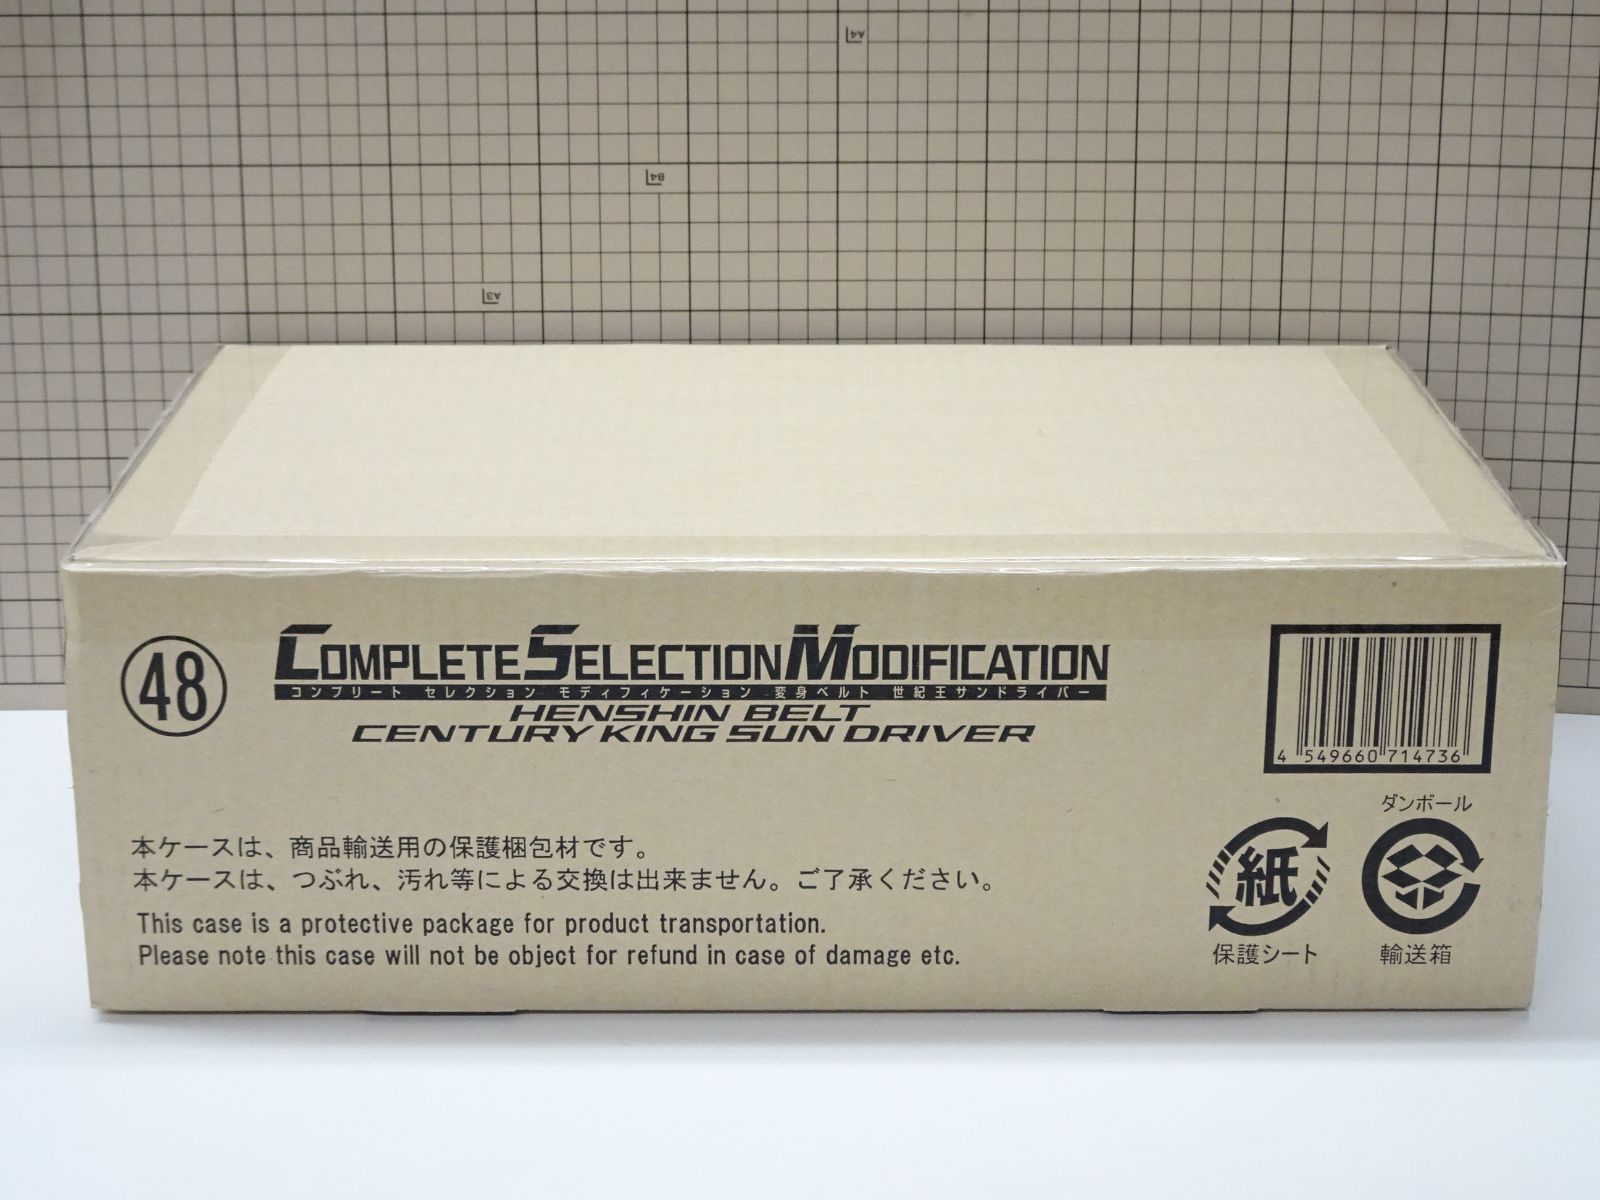 A4
B4
A3
48
COMPLETE SELECTION MODIFICATION
コンプリート セレクション モディフィケーション 変身ベルト 世紀王サンドライバー
HENSHIN BELT
CENTURY KING SUN DRIVER
4 549660 714736
本ケースは、商品輸送用の保護梱包材です。
本ケースは、つぶれ、汚れ等による交換は出来ません。ご了承ください。
This case is a protective package for product transportation.
Please note this case will not be object for refund in case of damage etc.
紙
保護シート
ダンボール
輸送箱